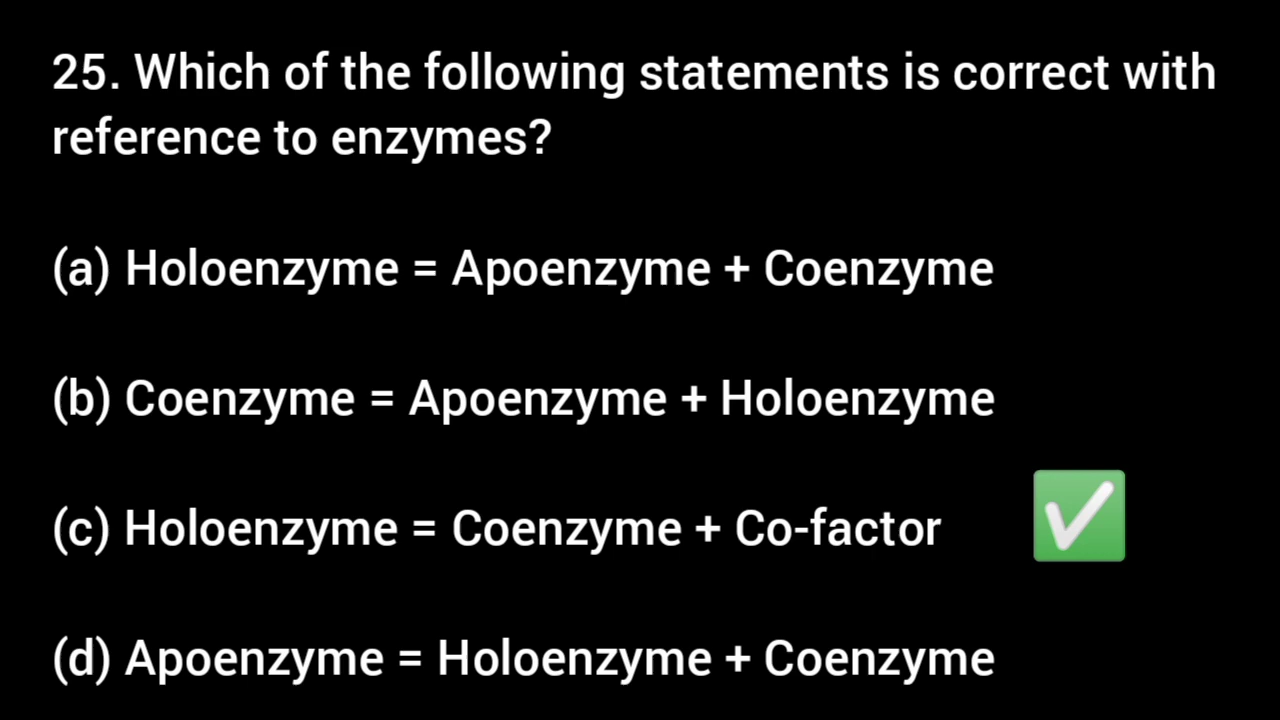 25. Which of the following statements is correct with
reference to enzymes?
(a) Holoenzyme = Apoenzyme + Coenzyme
(b) Coenzyme = Apoenzyme + Holoenzyme
(c) Holoenzyme = Coenzyme + Co-factor
(d) Apoenzyme = Holoenzyme + Coenzyme